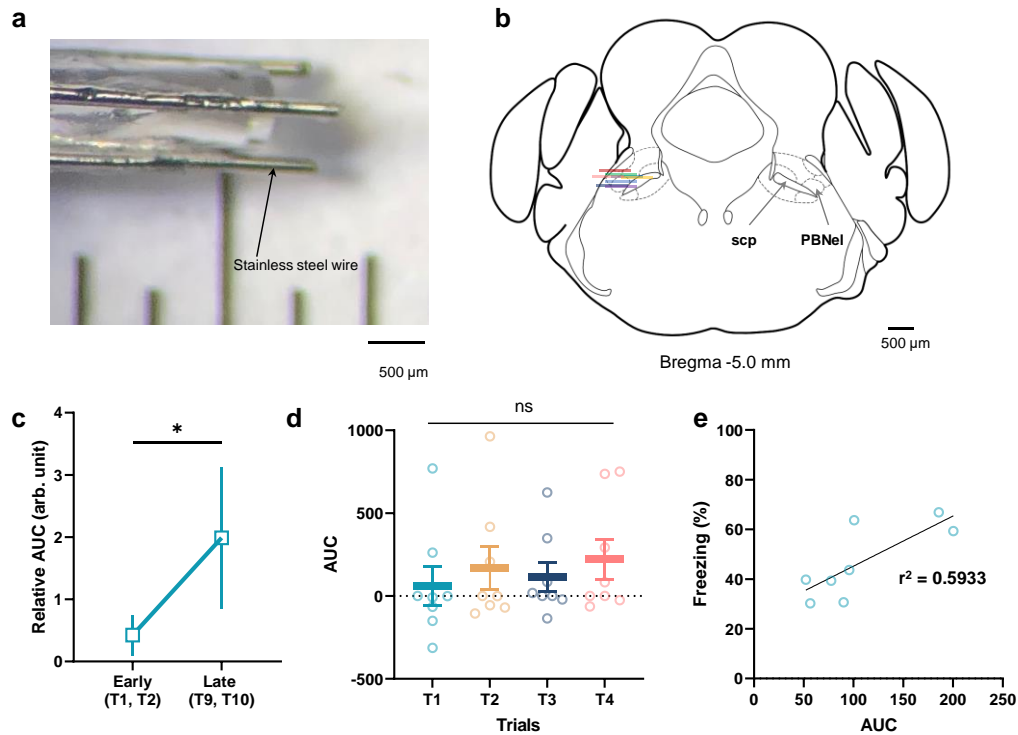 a
Stainless steel wire
500 µm
b
scp
PBNel
500 µm
Bregma -5.0 mm
c
Relative AUC (arb. unit)
4
3
2
1
0
*
Early
(T1, T2)
Late
(T9, T10)
d
ns
AUC
1000
500
0
-500
T1
T2
T3
T4
Trials
e
Freezing (%)
100
80
60
40
20
0
r² = 0.5933
0
50
100
150
200
250
AUC